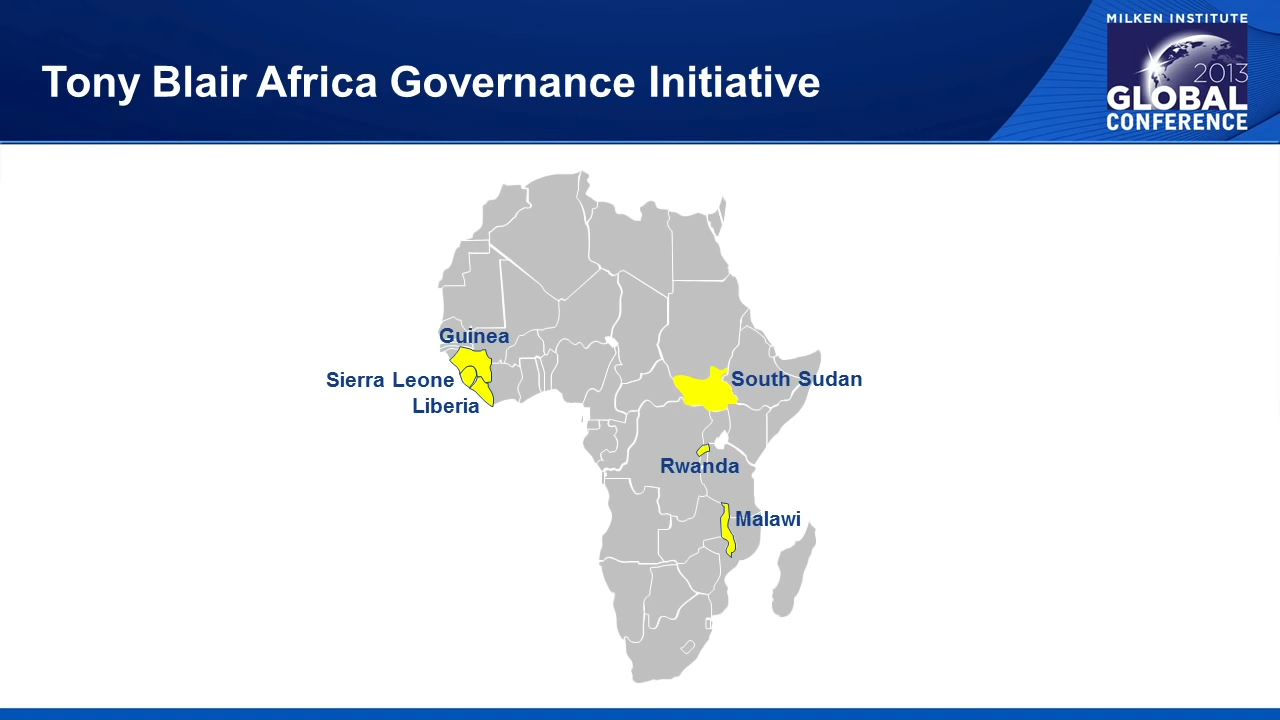 Tony Blair Africa Governance Initiative
MILKEN INSTITUTE
2013
GLOBAL
CONFERENCE
Guinea
Sierra Leone
Liberia
South Sudan
Rwanda
Malawi